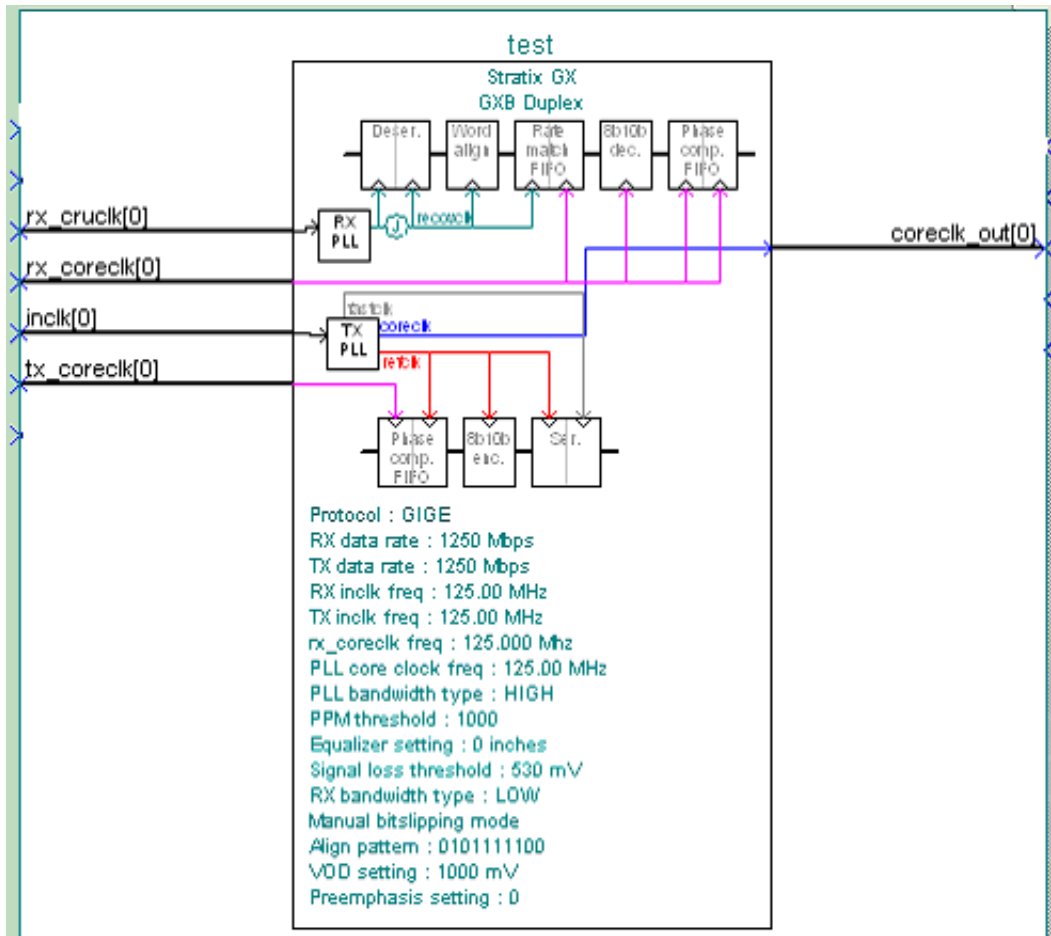 test
Stratix GX
GXB Duplex
Deser.
Word
align
Rate
match
FIFO
8b10b
dec.
Phase
comp.
FIFO
rx_cruclk[0]
RX
PLL
recovclk
coreclk_out[0]
rx_coreclk[0]
inclk[0]
fastclk
TX
PLL
coreclk
refclk
tx_coreclk[0]
Phase
comp.
FIFO
8b10b
enc.
Ser.
Protocol : GIGE
RX data rate : 1250 Mbps
TX data rate : 1250 Mbps
RX inclk freq : 125.00 MHz
TX inclk freq : 125.00 MHz
rx_coreclk freq : 125.000 Mhz
PLL core clock freq : 125.00 MHz
PLL bandwidth type : HIGH
PPM threshold : 1000
Equalizer setting : 0 inches
Signal loss threshold : 530 mV
RX bandwidth type : LOW
Manual bitslipping mode
Align pattern : 0101111100
VOD setting : 1000 mV
Preemphasis setting : 0